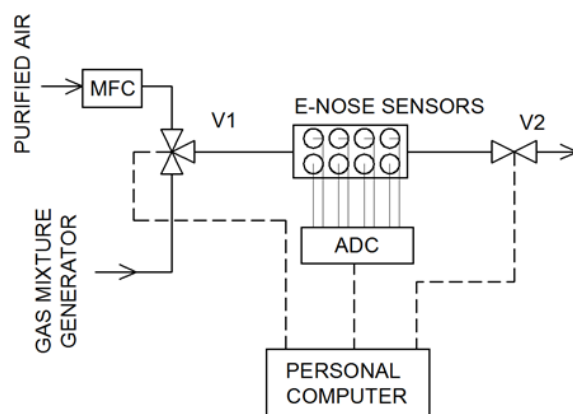 PURIFIED AIR
MFC
V1
E-NOSE SENSORS
V2
ADC
GAS MIXTURE
GENERATOR
PERSONAL
COMPUTER